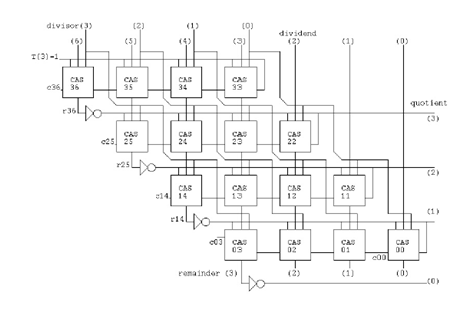 divisor(3) (2) (1) (0)
dividend
(6) (5) (4) (3) (2) (1) (0)
T(3)=1
CAS CAS CAS CAS
c36 36 35 34 33
r36
quotient
(3)
CAS CAS CAS CAS
c25 25 24 23 22
r25
(2)
CAS CAS CAS CAS
c14 14 13 12 11
r14
(1)
c03 CAS CAS CAS CAS
03 02 01 c00 00
remainder (3) (2) (1) (0)
(0)